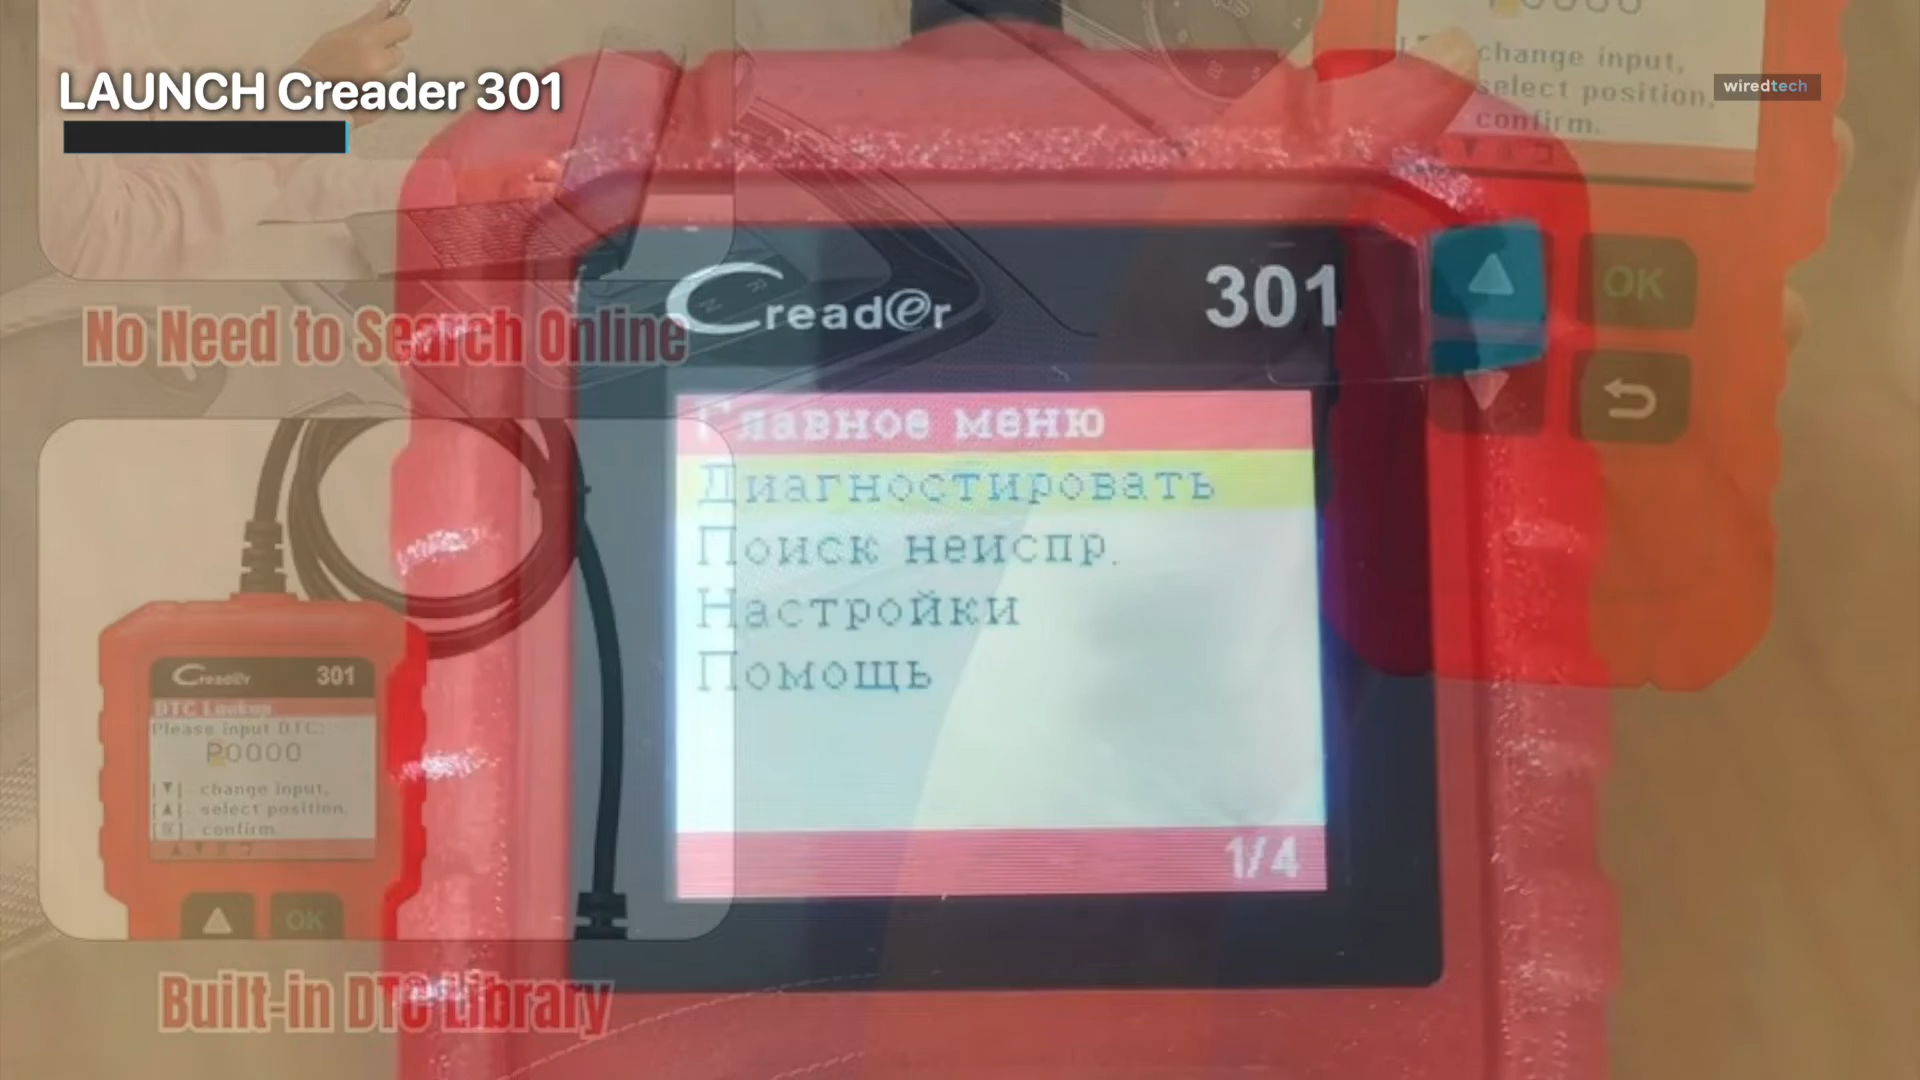 LAUNCH Creader 301
wiredtech
change input,
select position,
confirm.
OK
No Need to Search Online
Creader 301
Главное меню
Диагностировать
Поиск неиспр.
Настройки
Помощь
1/4
Creader 301
DTC Lookup
Please input DTC:
P0000
[▼]- change input,
[▲]- select position.
- confirm.
OK
Built-in DTC Library